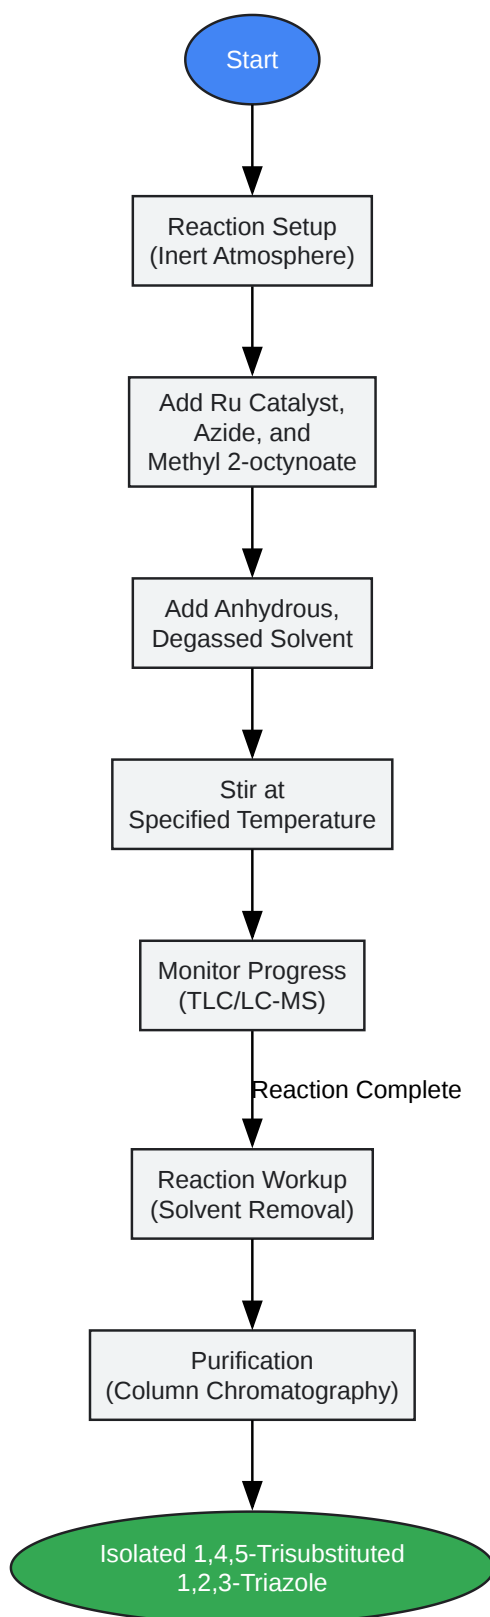 Start
Reaction Setup
(Inert Atmosphere)
Add Ru Catalyst,
Azide, and
Methyl 2-octynoate
Add Anhydrous,
Degassed Solvent
Stir at
Specified Temperature
Monitor Progress
(TLC/LC-MS)
Reaction Complete
Reaction Workup
(Solvent Removal)
Purification
(Column Chromatography)
Isolated 1,4,5-Trisubstituted
1,2,3-Triazole